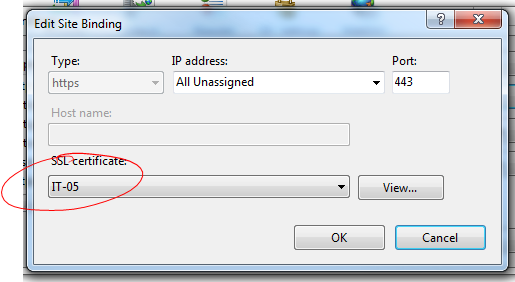 Edit Site Binding
Type:
IP address:
Port:
https
All Unassigned
443
Host name:
SSL certificate:
IT-05
View...
OK
Cancel